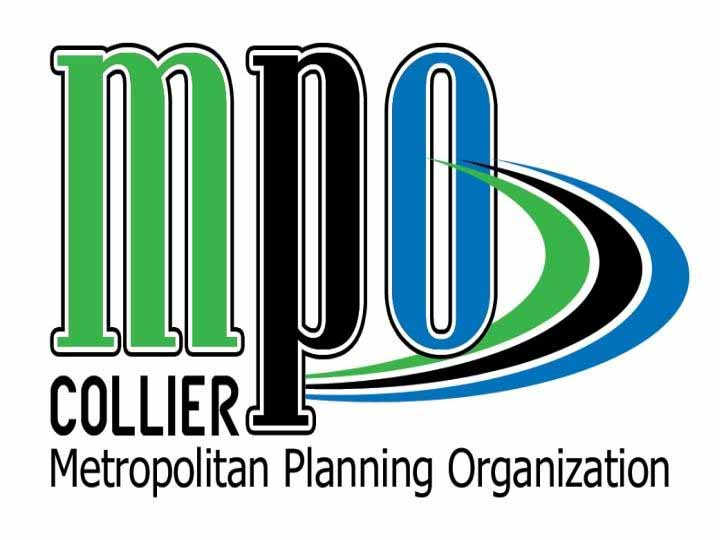 mpo
COLLIER
Metropolitan Planning Organization